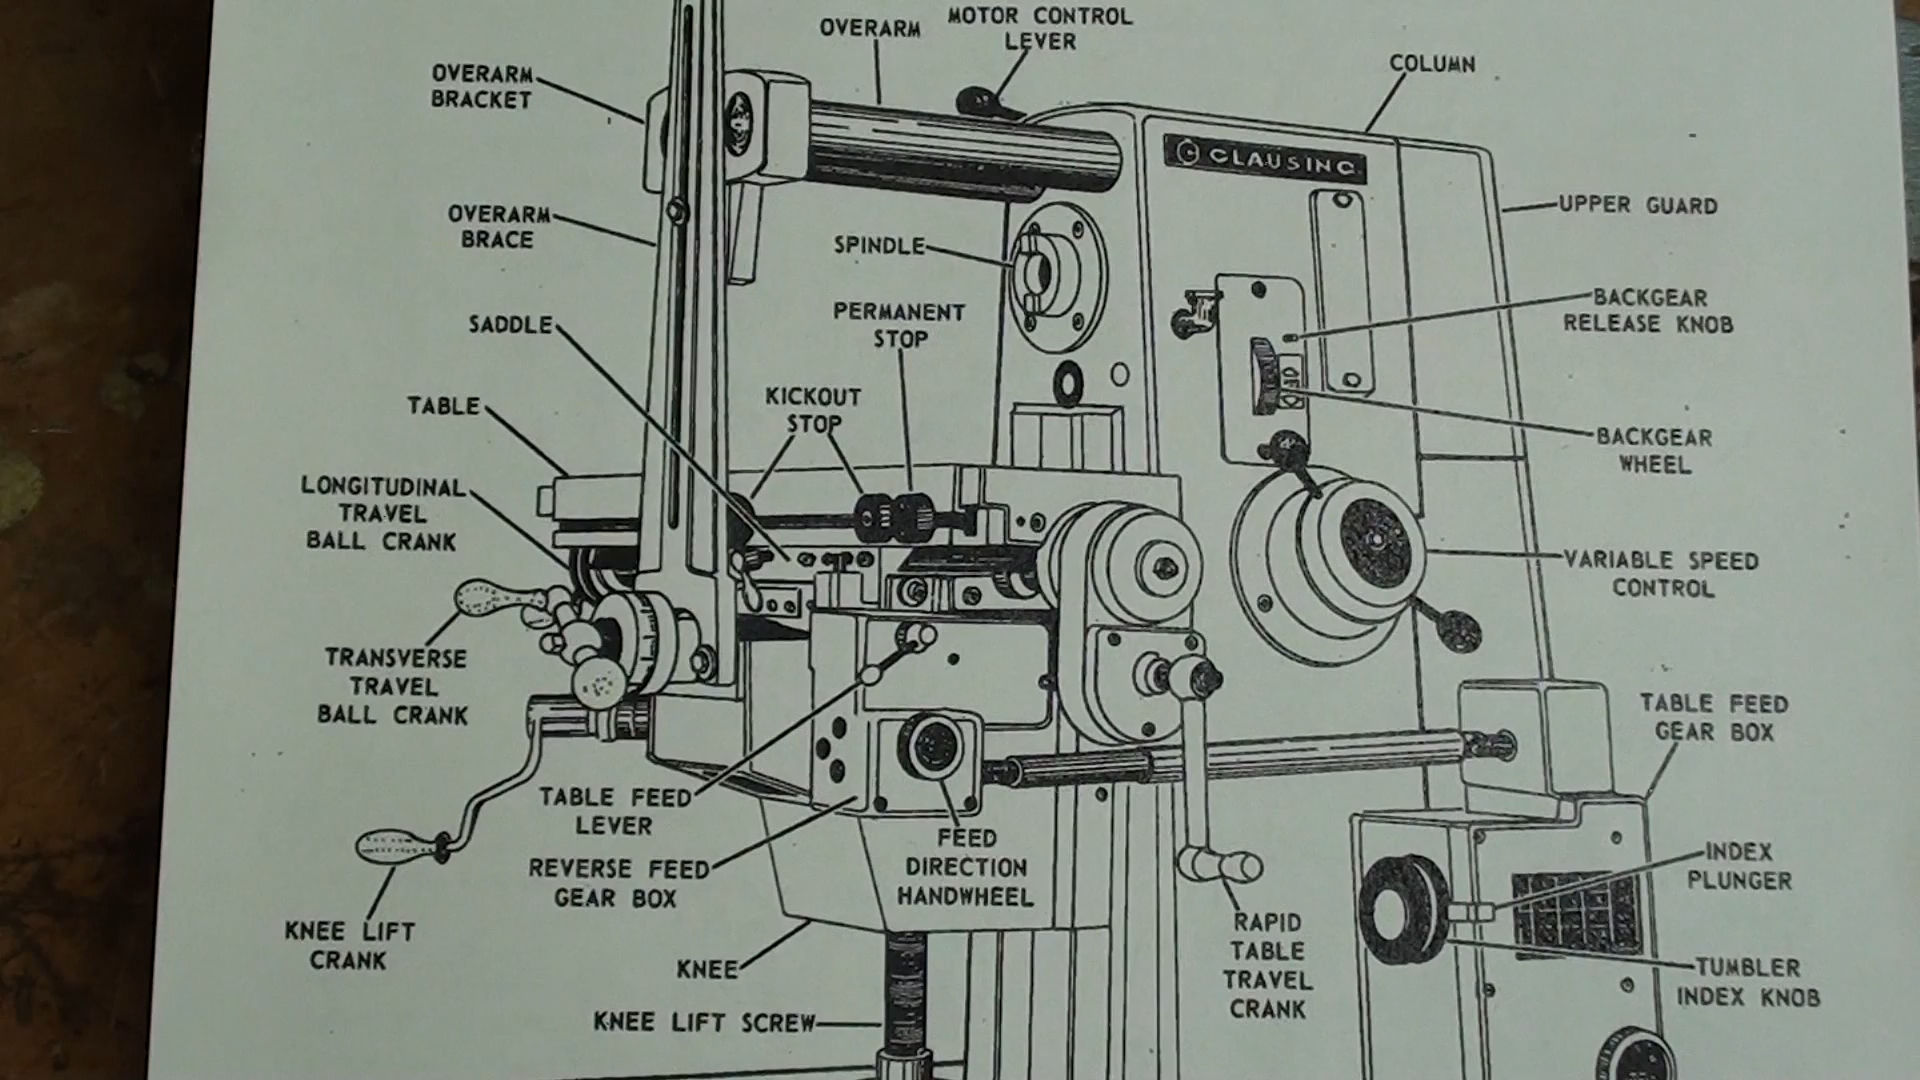 OVERARM
MOTOR CONTROL
LEVER
COLUMN
OVERARM
BRACKET
CLAUSING
UPPER GUARD
OVERARM
BRACE
SPINDLE
BACKGEAR
RELEASE KNOB
SADDLE
PERMANENT
STOP
KICKOUT
STOP
TABLE
BACKGEAR
WHEEL
LONGITUDINAL
TRAVEL
BALL CRANK
VARIABLE SPEED
CONTROL
TRANSVERSE
TRAVEL
BALL CRANK
TABLE FEED
GEAR BOX
TABLE FEED
LEVER
FEED
DIRECTION
HANDWHEEL
REVERSE FEED
GEAR BOX
INDEX
PLUNGER
KNEE LIFT
CRANK
RAPID
TABLE
TRAVEL
CRANK
KNEE
TUMBLER
INDEX KNOB
KNEE LIFT SCREW